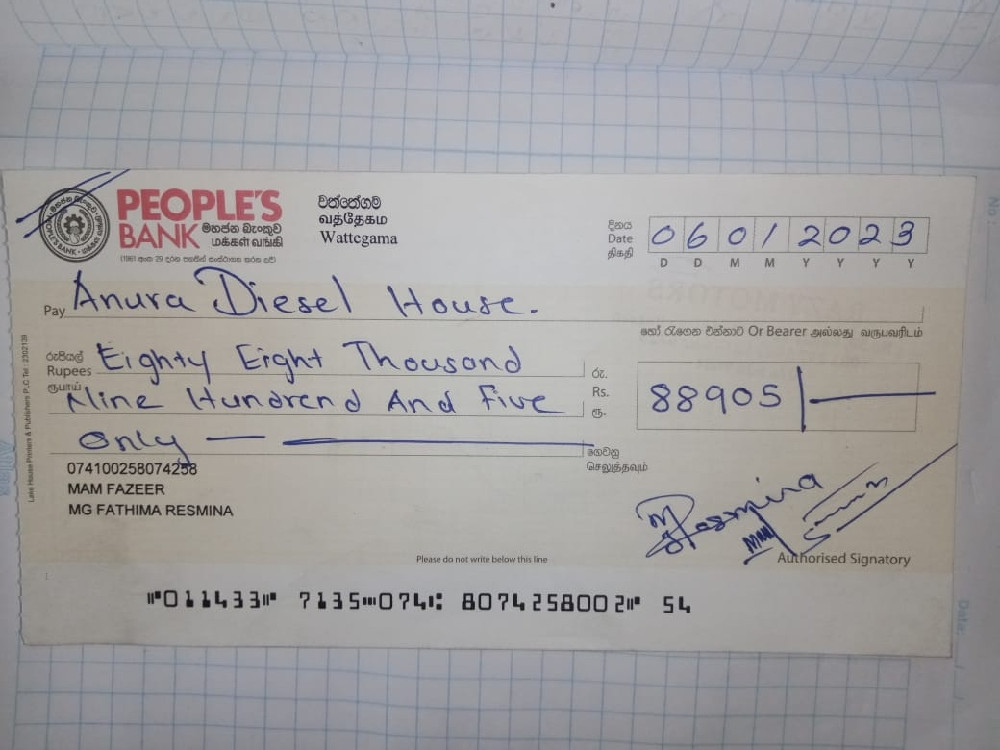 PEOPLE'S
BANK මහජන බැංකුව
மக்கள் வங்கி
වත්තේගම
வத்தேகம
Wattegama
දිනය
Date
திகதி
06012023
D D M M Y Y Y Y
Pay Anura Diesel House.
හෝ රැගෙන එන්නාට Or Bearer அல்லது வருபவரிடம்
රුපියල්
Rupees Eighty Eight Thousand
ரூபாய் Nine Hundrend And Five
Only
රු.
Rs. 88905/
ரூ.
ගෙවනු
செலுத்தவும்
074100258074258
MAM FAZEER
MG FATHIMA RESMINA
Resmina
Authorised Signatory
Please do not write below this line
⑈011433⑈ 7135⑉074⑆ 8074258002⑈ 54